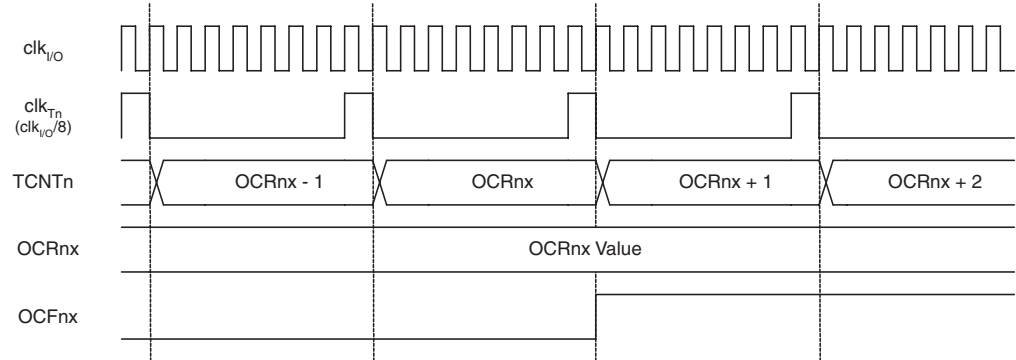 clkI/O
clkTn
(clkI/O/8)
TCNTn OCRnx - 1 OCRnx OCRnx + 1 OCRnx + 2
OCRnx OCRnx Value
OCFnx